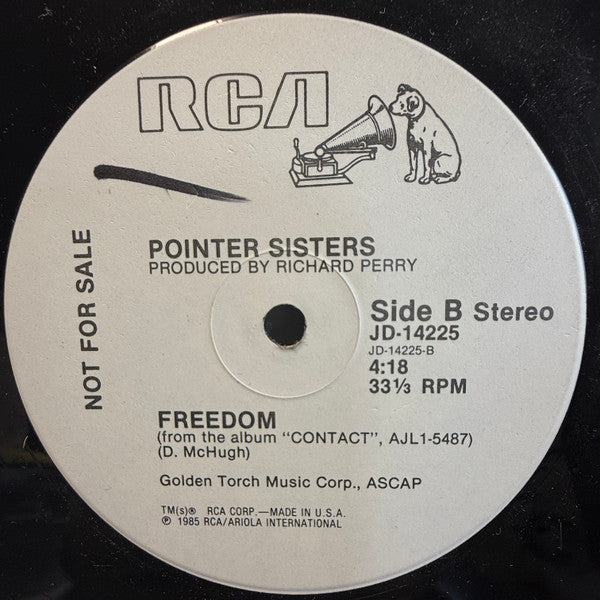 RCA
NOT FOR SALE
POINTER SISTERS
PRODUCED BY RICHARD PERRY
Side B Stereo
JD-14225
JD-14225-B
4:18
33⅓ RPM
FREEDOM
(from the album "CONTACT", AJL1-5487)
(D. McHugh)
Golden Torch Music Corp., ASCAP
TM(s)® RCA CORP.—MADE IN U.S.A.
℗ 1985 RCA/ARIOLA INTERNATIONAL